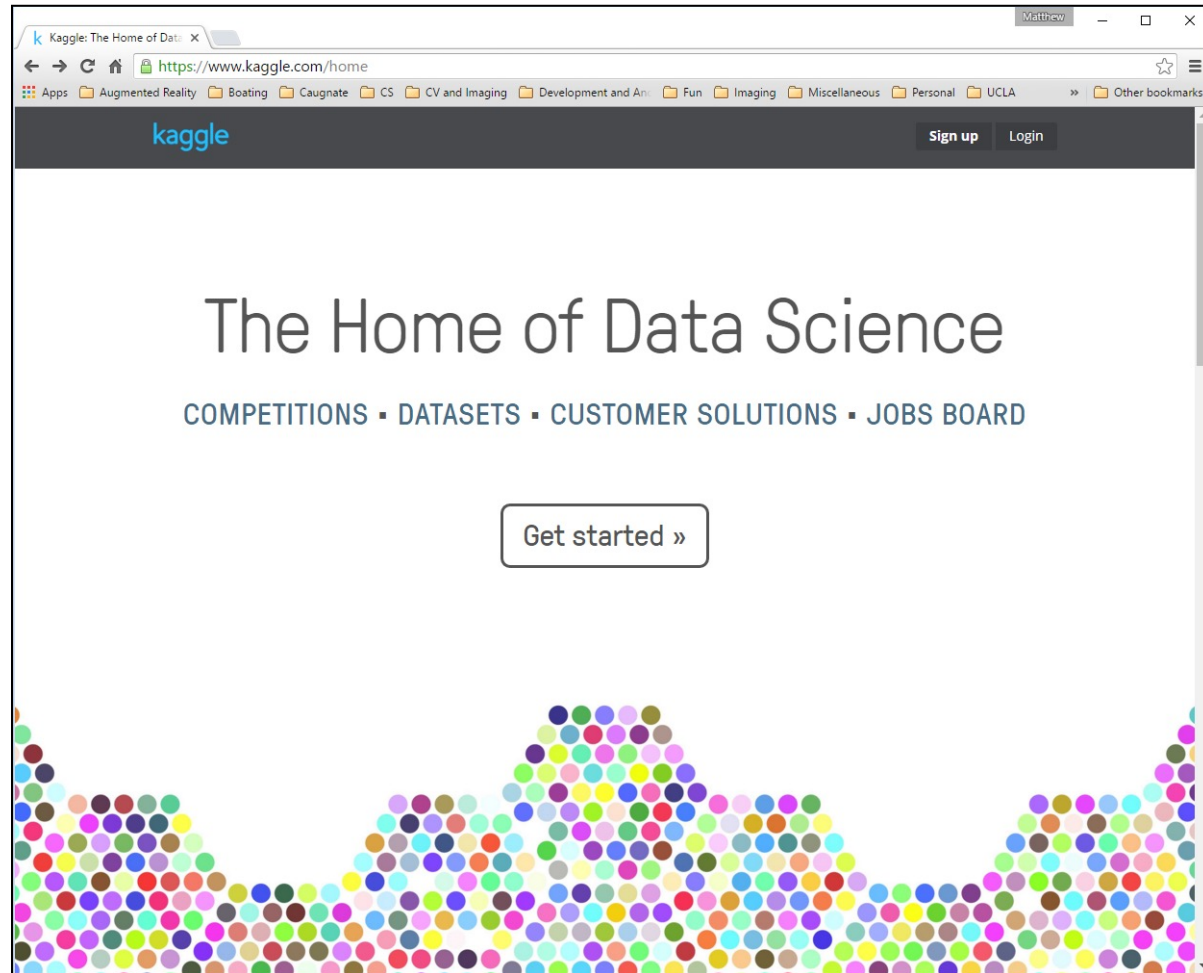 Matthew
k Kaggle: The Home of Data
https://www.kaggle.com/home
Apps Augmented Reality Boating Caugnate CS CV and Imaging Development and An Fun Imaging Miscellaneous Personal UCLA » Other bookmarks
kaggle Sign up Login
The Home of Data Science
COMPETITIONS ▪ DATASETS ▪ CUSTOMER SOLUTIONS ▪ JOBS BOARD
Get started »